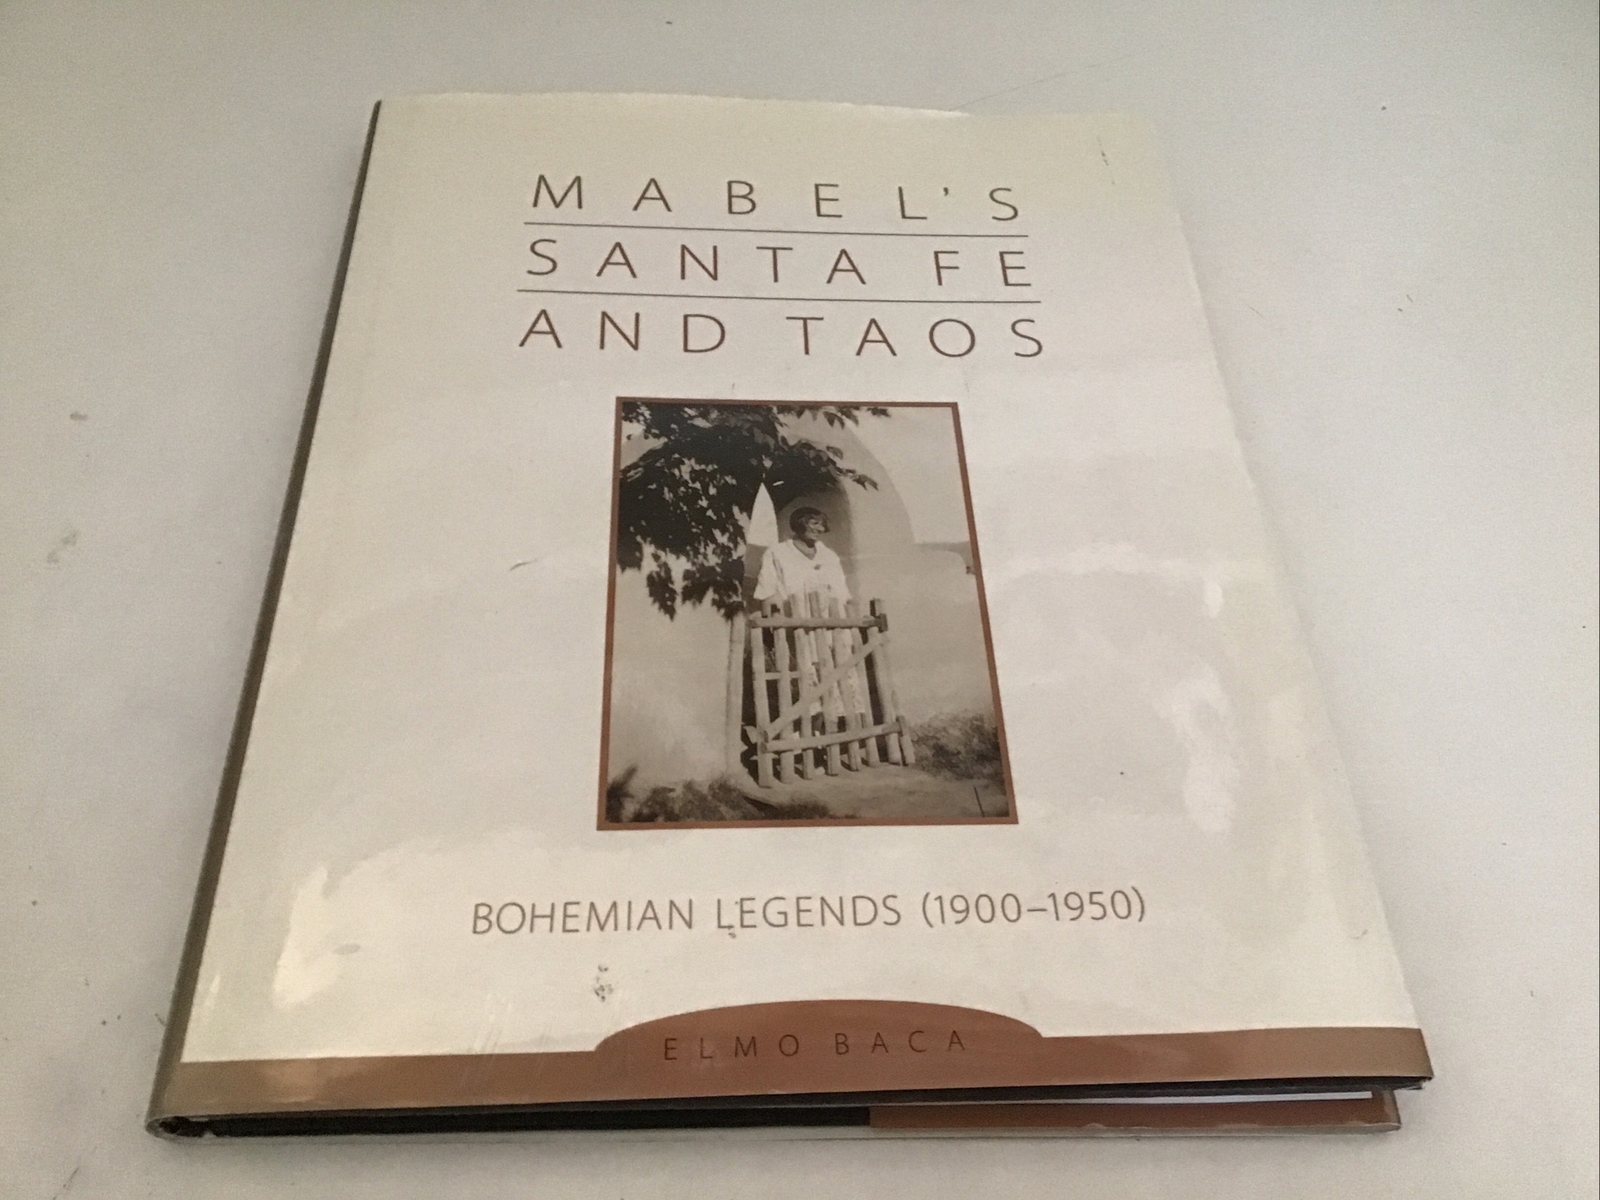 MABEL'S
SANTA FE
AND TAOS
BOHEMIAN LEGENDS (1900–1950)
ELMO BACA